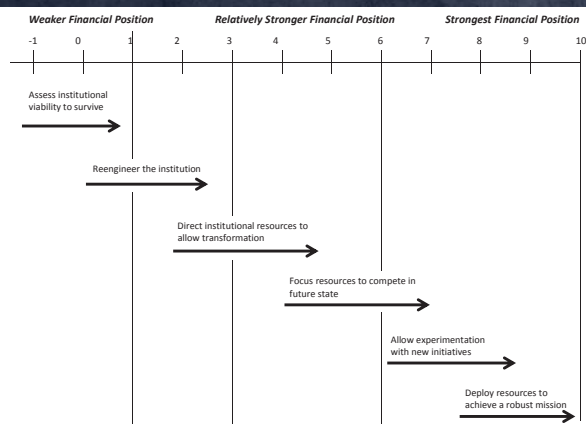 Weaker Financial Position Relatively Stronger Financial Position Strongest Financial Position
-1 0 1 2 3 4 5 6 7 8 9 10
Assess institutional
viability to survive
Reengineer the institution
Direct institutional resources to
allow transformation
Focus resources to compete in
future state
Allow experimentation
with new initiatives
Deploy resources to
achieve a robust mission